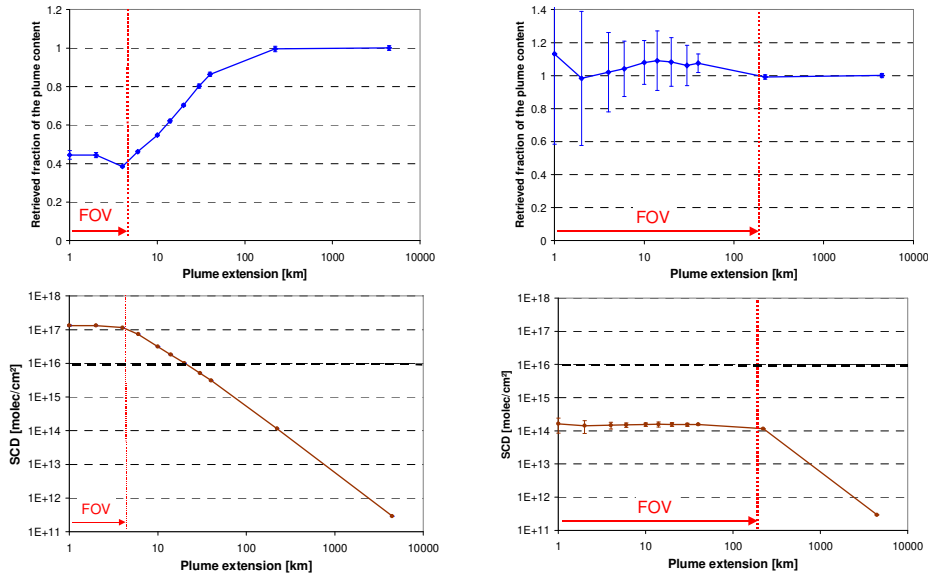 Retrieved fraction of the plume content
1.2
1
0.8
0.6
0.4
0.2
0
FOV
1 10 100 1000 10000
Plume extension [km]
Retrieved fraction of the plume content
1.4
1.2
1.0
0.8
0.6
0.4
0.2
0
FOV
1 10 100 1000 10000
Plume extension [km]
SCD [molec/cm²]
1E+18
1E+17
1E+16
1E+15
1E+14
1E+13
1E+12
1E+11
FOV
1 10 100 1000 10000
Plume extension [km]
SCD [molec/cm²]
1E+18
1E+17
1E+16
1E+15
1E+14
1E+13
1E+12
1E+11
FOV
1 10 100 1000 10000
Plume extension [km]